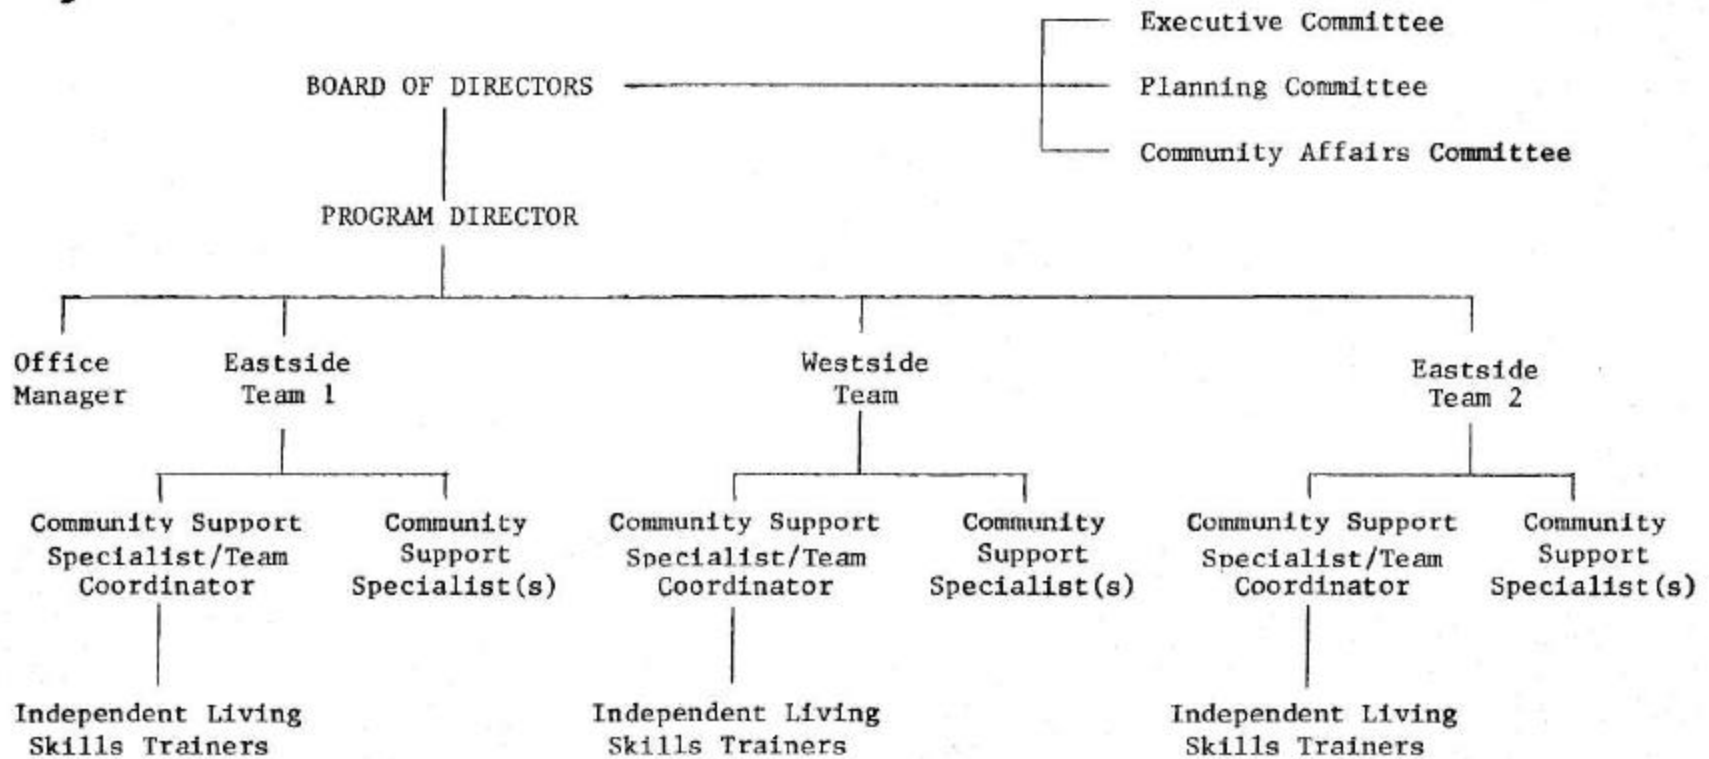 Executive Committee
BOARD OF DIRECTORS
Planning Committee
Community Affairs Committee
PROGRAM DIRECTOR
Office
Manager
Eastside
Team 1
Westside
Team
Eastside
Team 2
Community Support
Specialist/Team
Coordinator
Community
Support
Specialist(s)
Community Support
Specialist/Team
Coordinator
Community
Support
Specialist(s)
Community Support
Specialist/Team
Coordinator
Community
Support
Specialist(s)
Independent Living
Skills Trainers
Independent Living
Skills Trainers
Independent Living
Skills Trainers